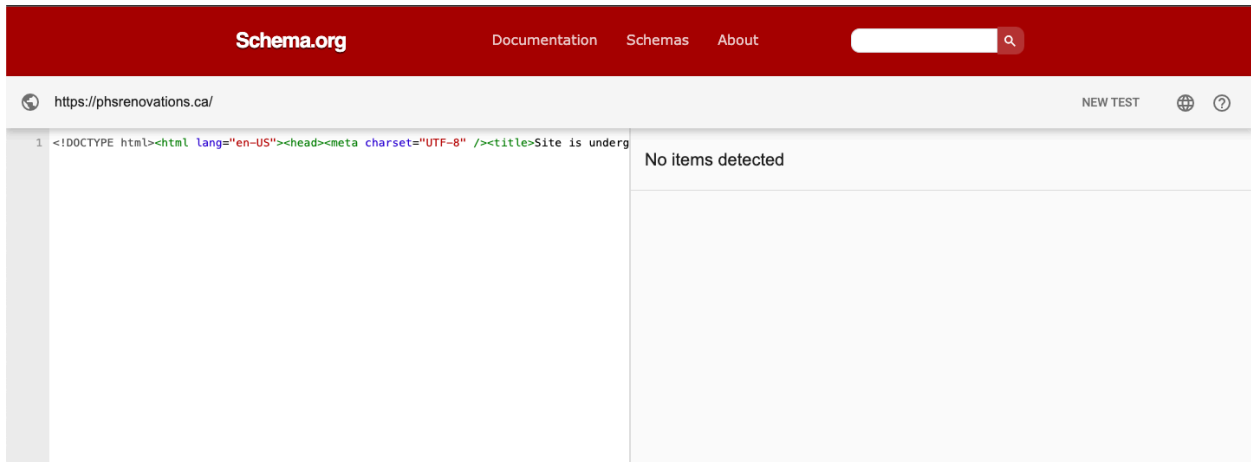 Schema.org Documentation Schemas About
https://phsrenovations.ca/ NEW TEST
1 <!DOCTYPE html><html lang="en-US"><head><meta charset="UTF-8" /><title>Site is underg
No items detected